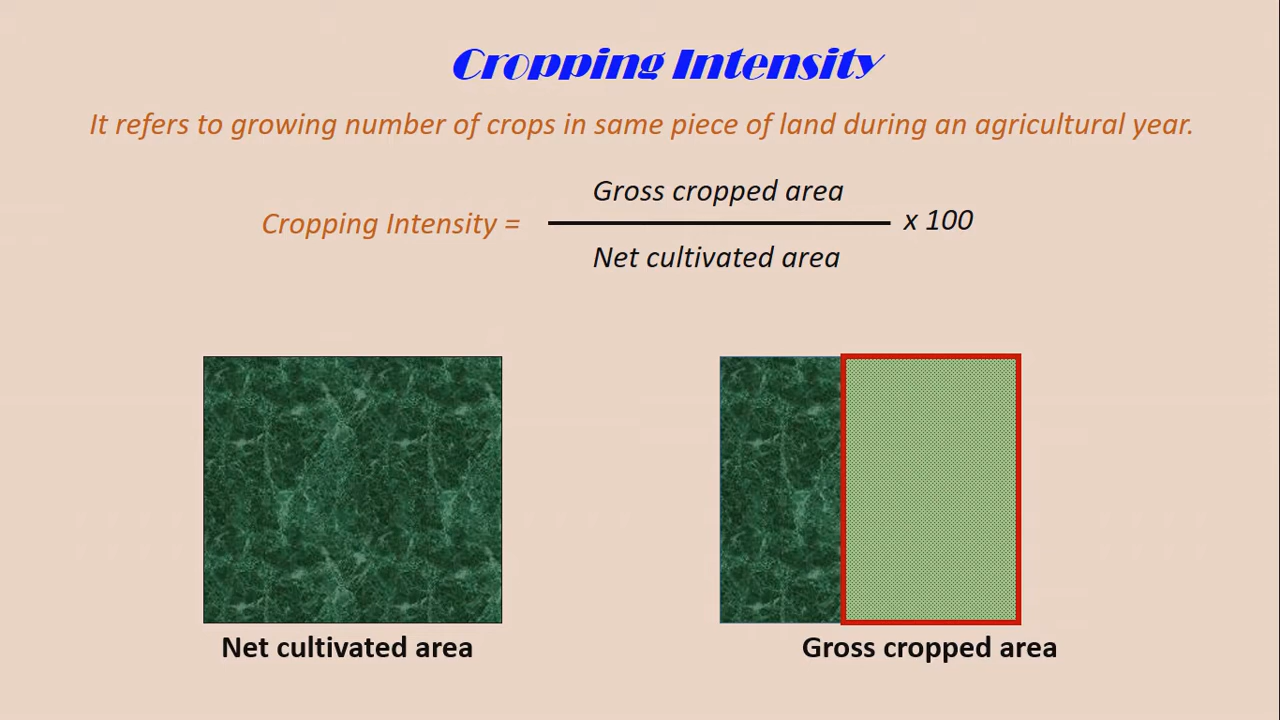 Cropping Intensity
It refers to growing number of crops in same piece of land during an agricultural year.
Gross cropped area
Cropping Intensity = x 100
Net cultivated area
Net cultivated area
Gross cropped area